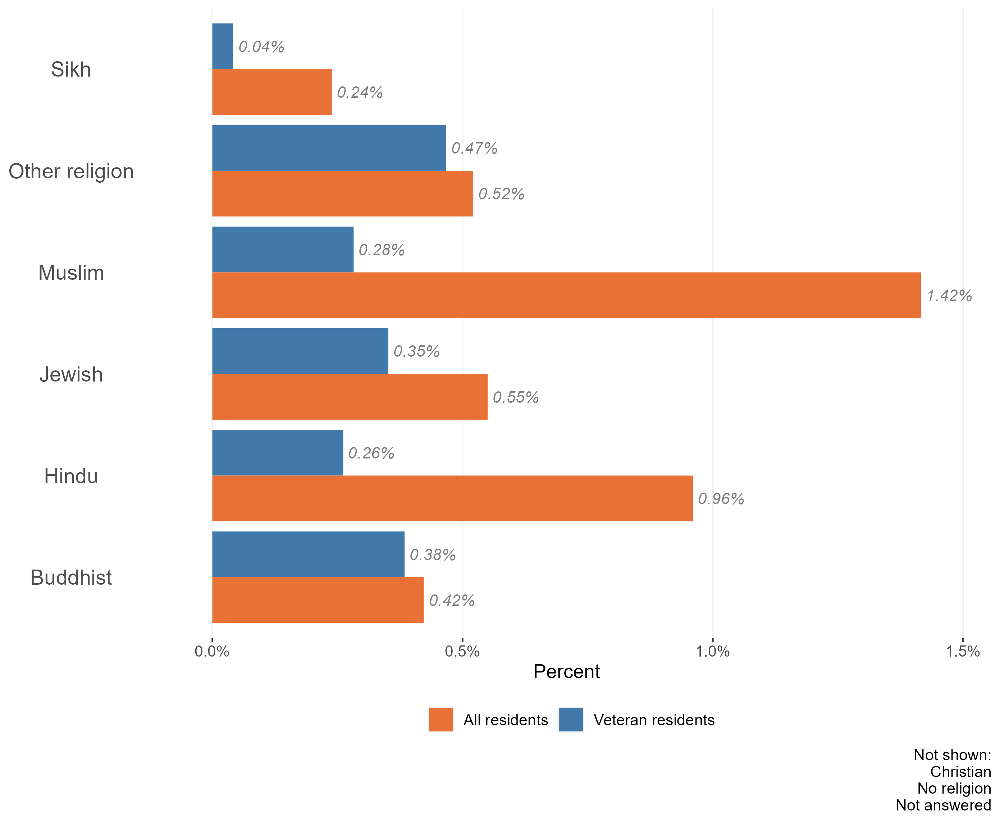 Sikh
0.04%
0.24%
Other religion
0.47%
0.52%
Muslim
0.28%
1.42%
Jewish
0.35%
0.55%
Hindu
0.26%
0.96%
Buddhist
0.38%
0.42%
0.0% 0.5% 1.0% 1.5%
Percent
All residents Veteran residents
Not shown:
Christian
No religion
Not answered